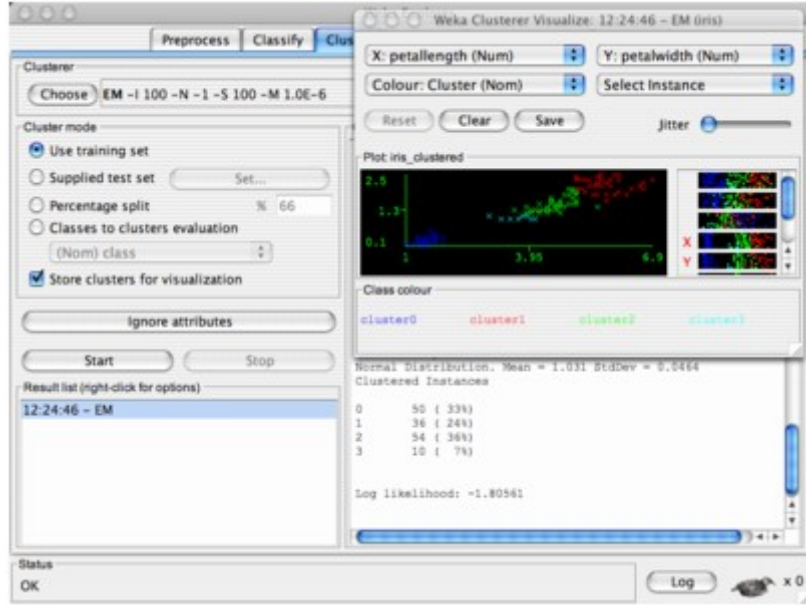 Weka Clusterer Visualize: 12:24:46 - EM (iris)
Preprocess Classify Clus
X: petallength (Num) Y: petalwidth (Num)
Colour: Cluster (Nom) Select Instance
Reset Clear Save Jitter
Clusterer
Choose EM -I 100 -N -1 -S 100 -M 1.0E-6
Cluster mode
Use training set
Supplied test set Set...
Percentage split % 66
Classes to clusters evaluation
(Nom) class
Store clusters for visualization
Ignore attributes
Start Stop
Result list (right-click for options)
12:24:46 - EM
Plot: iris_clustered
2.5
1.3
0.1
1 3.95 6.9
X
Y
Class colour
cluster0 cluster1 cluster2 cluster3
Normal Distribution. Mean = 1.031 StdDev = 0.0464
Clustered Instances
0 50 ( 33%)
1 36 ( 24%)
2 54 ( 36%)
3 10 ( 7%)
Log likelihood: -1.80561
Status
OK
Log x 0